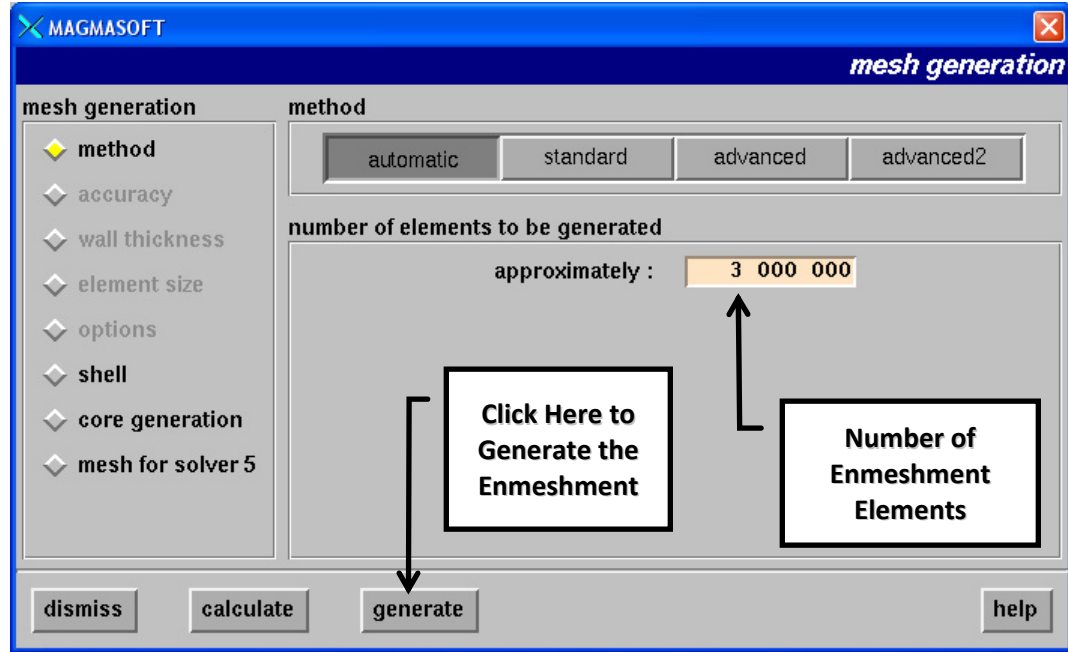 MAGMASOFT
mesh generation
mesh generation
method
accuracy
wall thickness
element size
options
shell
core generation
mesh for solver 5
method
automatic standard advanced advanced2
number of elements to be generated
approximately : 3 000 000
Click Here to
Generate the
Enmeshment
Number of
Enmeshment
Elements
dismiss calculate generate help